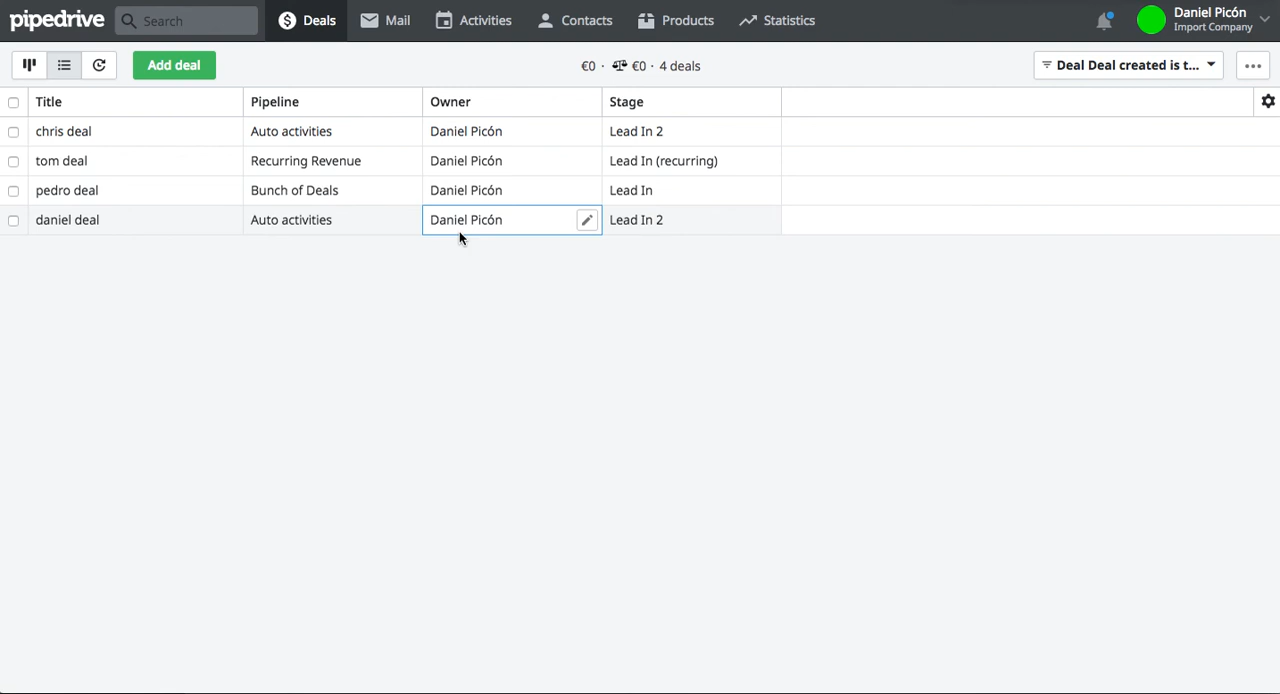 pipedrive Search Deals Mail Activities Contacts Products Statistics Daniel Picón
Import Company
Add deal €0 · €0 · 4 deals Deal Deal created is t... ...
Title Pipeline Owner Stage
chris deal Auto activities Daniel Picón Lead In 2
tom deal Recurring Revenue Daniel Picón Lead In (recurring)
pedro deal Bunch of Deals Daniel Picón Lead In
daniel deal Auto activities Daniel Picón Lead In 2